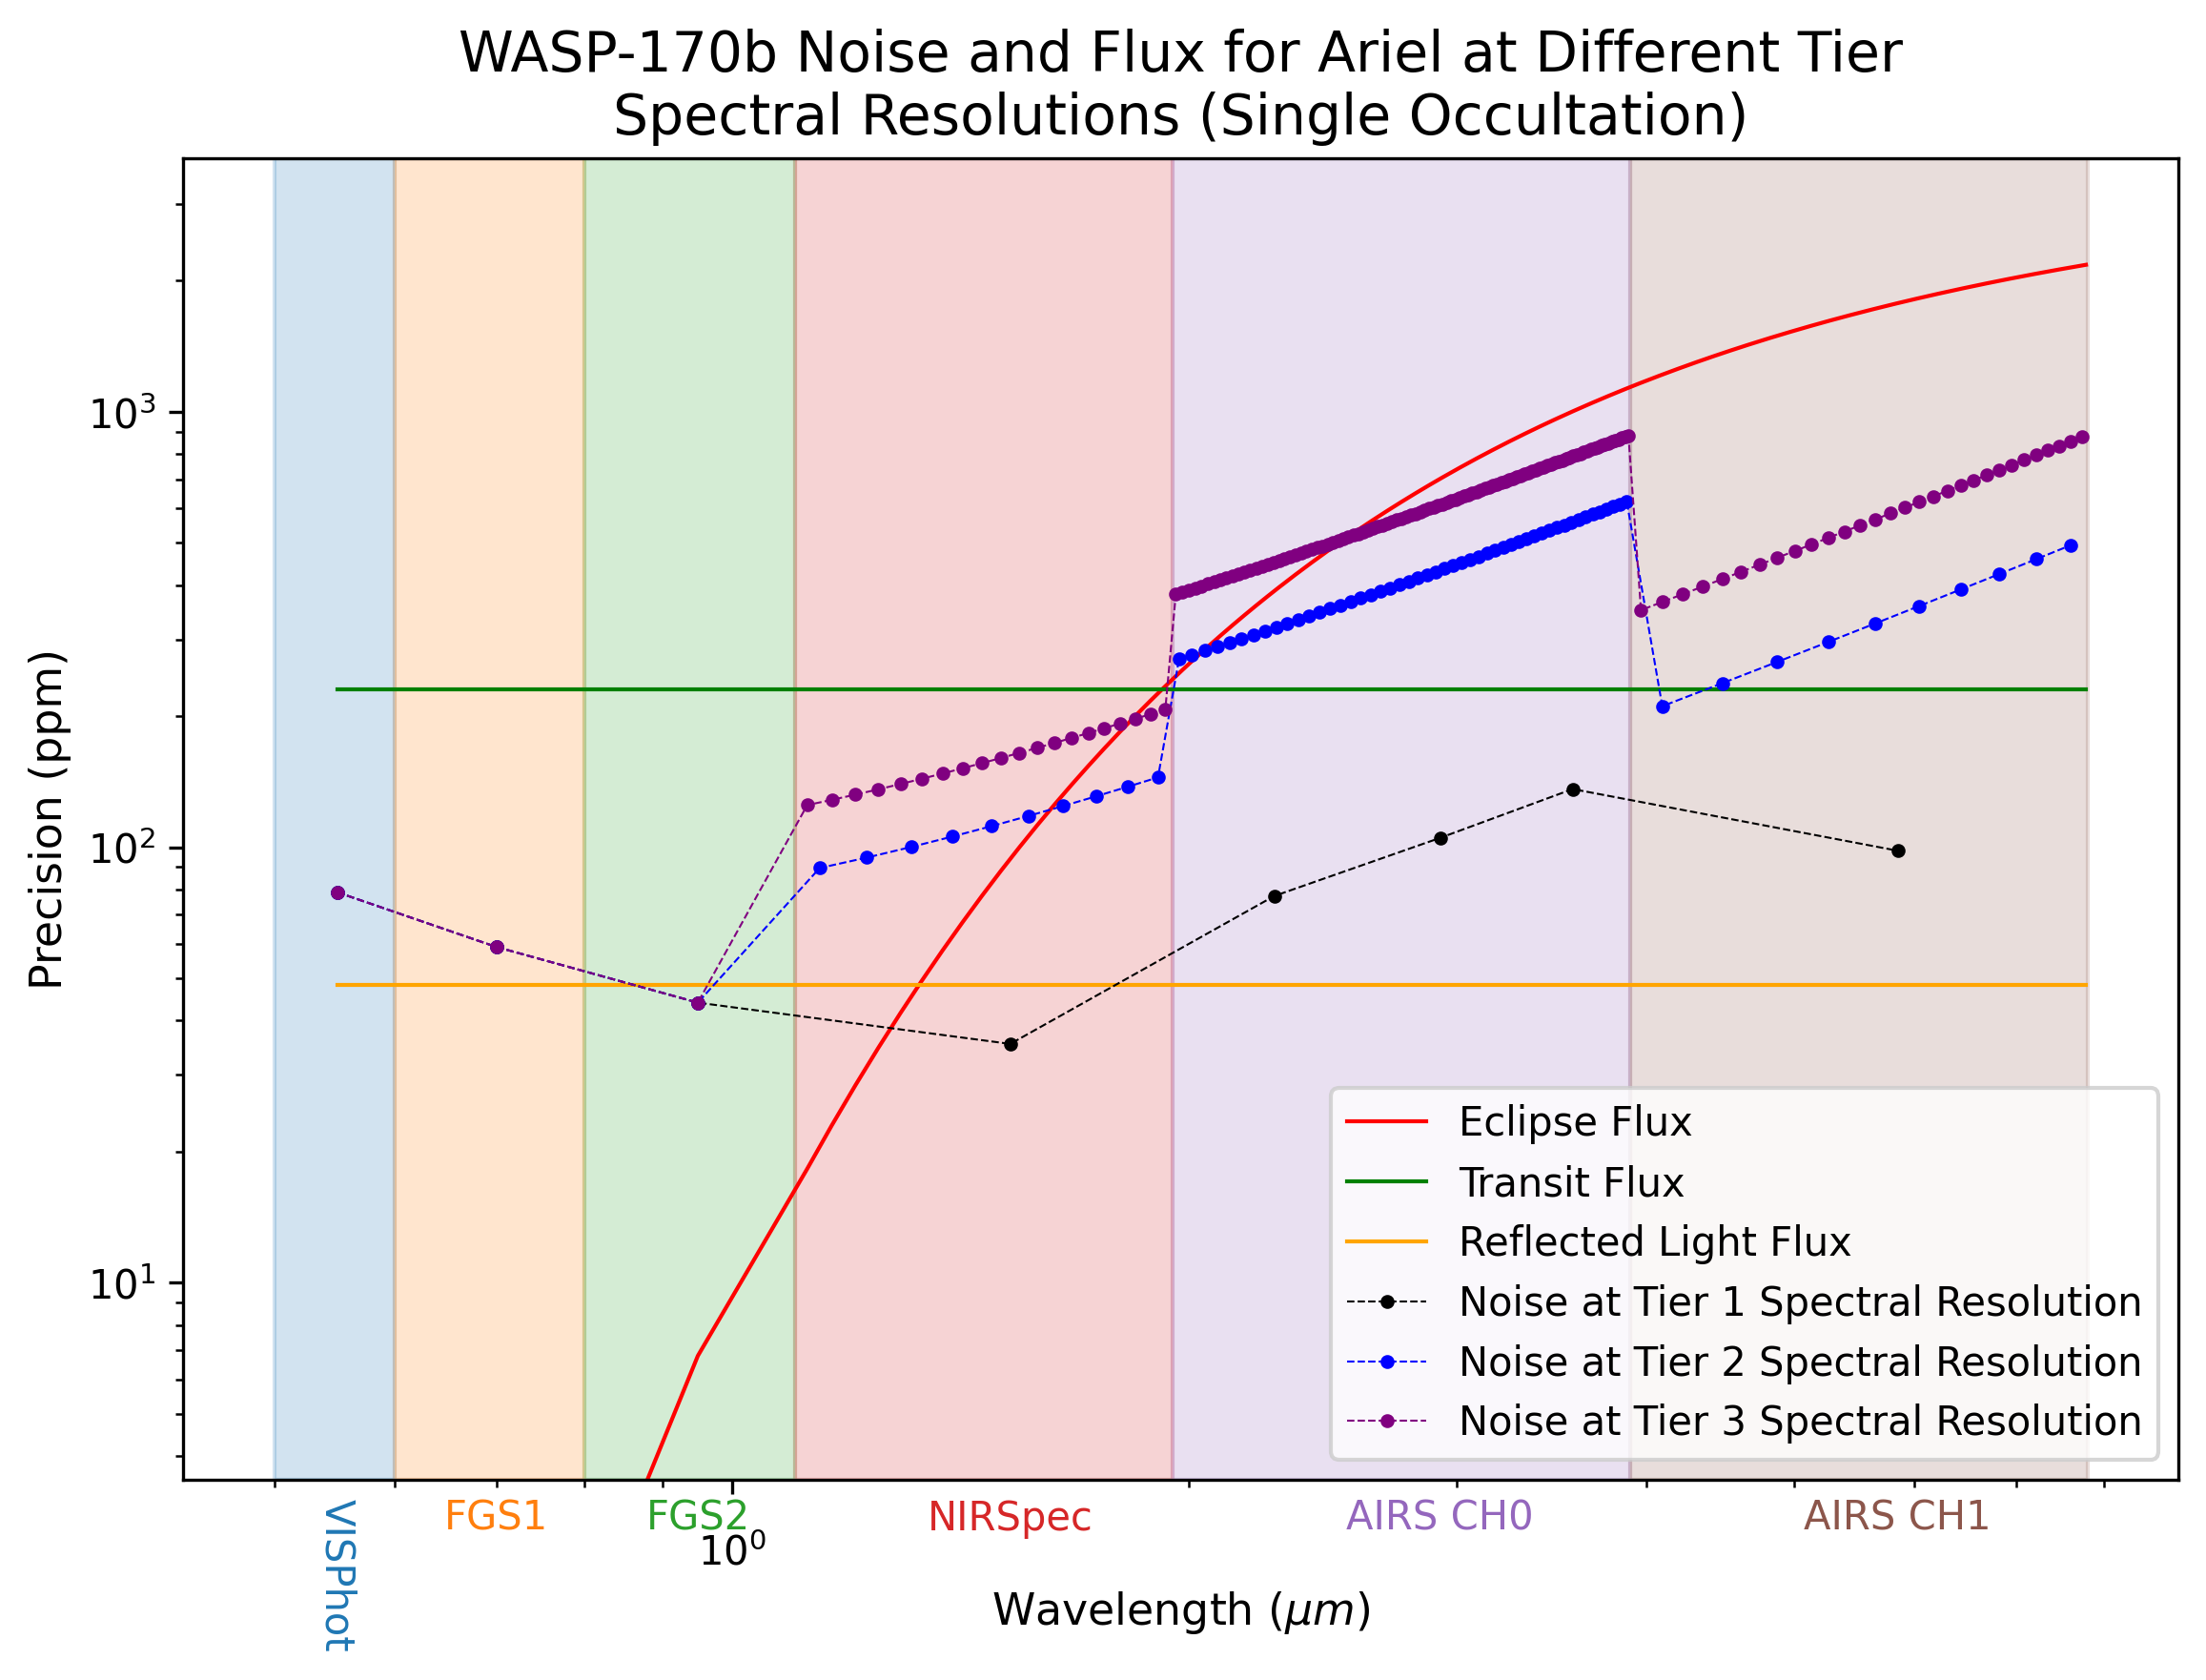 WASP-170b Noise and Flux for Ariel at Different Tier
Spectral Resolutions (Single Occultation)
Precision (ppm)
10³
10²
10¹
Eclipse Flux
Transit Flux
Reflected Light Flux
Noise at Tier 1 Spectral Resolution
Noise at Tier 2 Spectral Resolution
Noise at Tier 3 Spectral Resolution
VISPhot
FGS1
FGS2
NIRSpec
AIRS CH0
AIRS CH1
10⁰
Wavelength (μm)